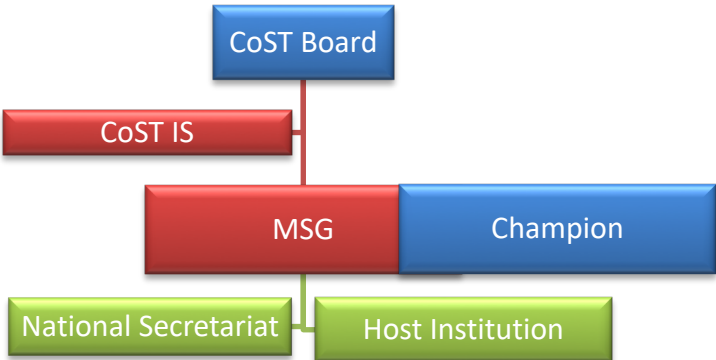 CoST Board
CoST IS
MSG
Champion
National Secretariat
Host Institution